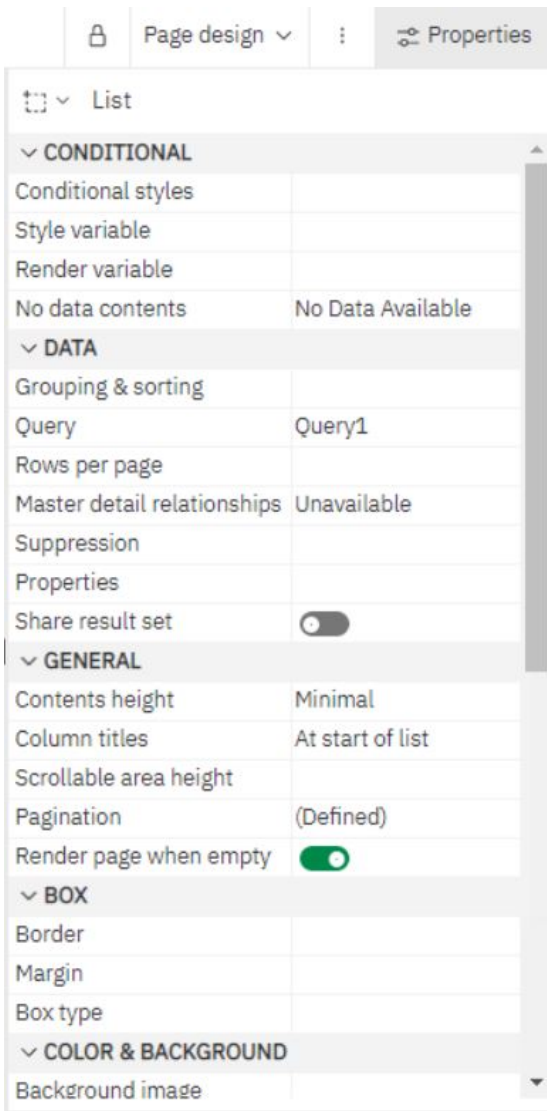 Page design Properties
List
CONDITIONAL
Conditional styles
Style variable
Render variable
No data contents No Data Available
DATA
Grouping & sorting
Query Query1
Rows per page
Master detail relationships Unavailable
Suppression
Properties
Share result set
GENERAL
Contents height Minimal
Column titles At start of list
Scrollable area height
Pagination (Defined)
Render page when empty
BOX
Border
Margin
Box type
COLOR & BACKGROUND
Background image